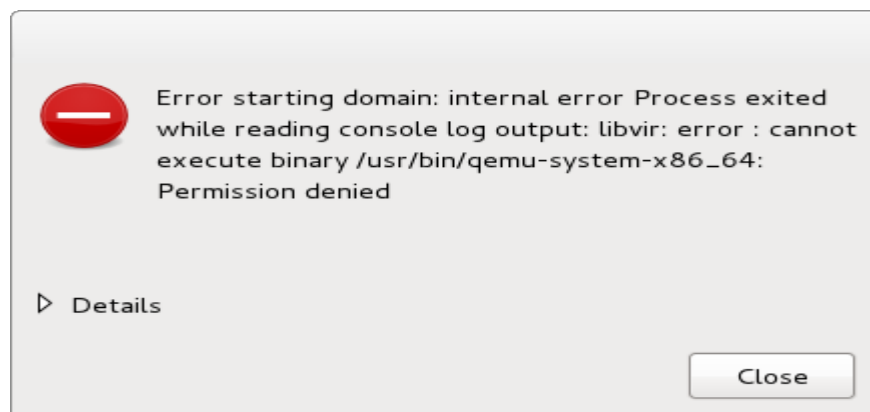 Error starting domain: internal error Process exited
while reading console log output: libvir: error : cannot
execute binary /usr/bin/qemu-system-x86_64:
Permission denied
Details
Close